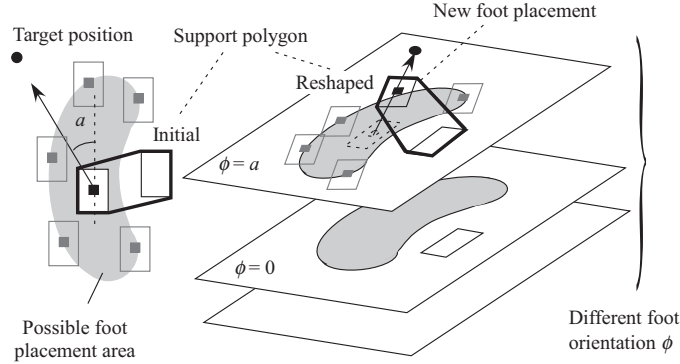 New foot placement
Target position
Support polygon
Reshaped
a
Initial
ϕ = a
ϕ = 0
Possible foot
placement area
Different foot
orientation ϕ